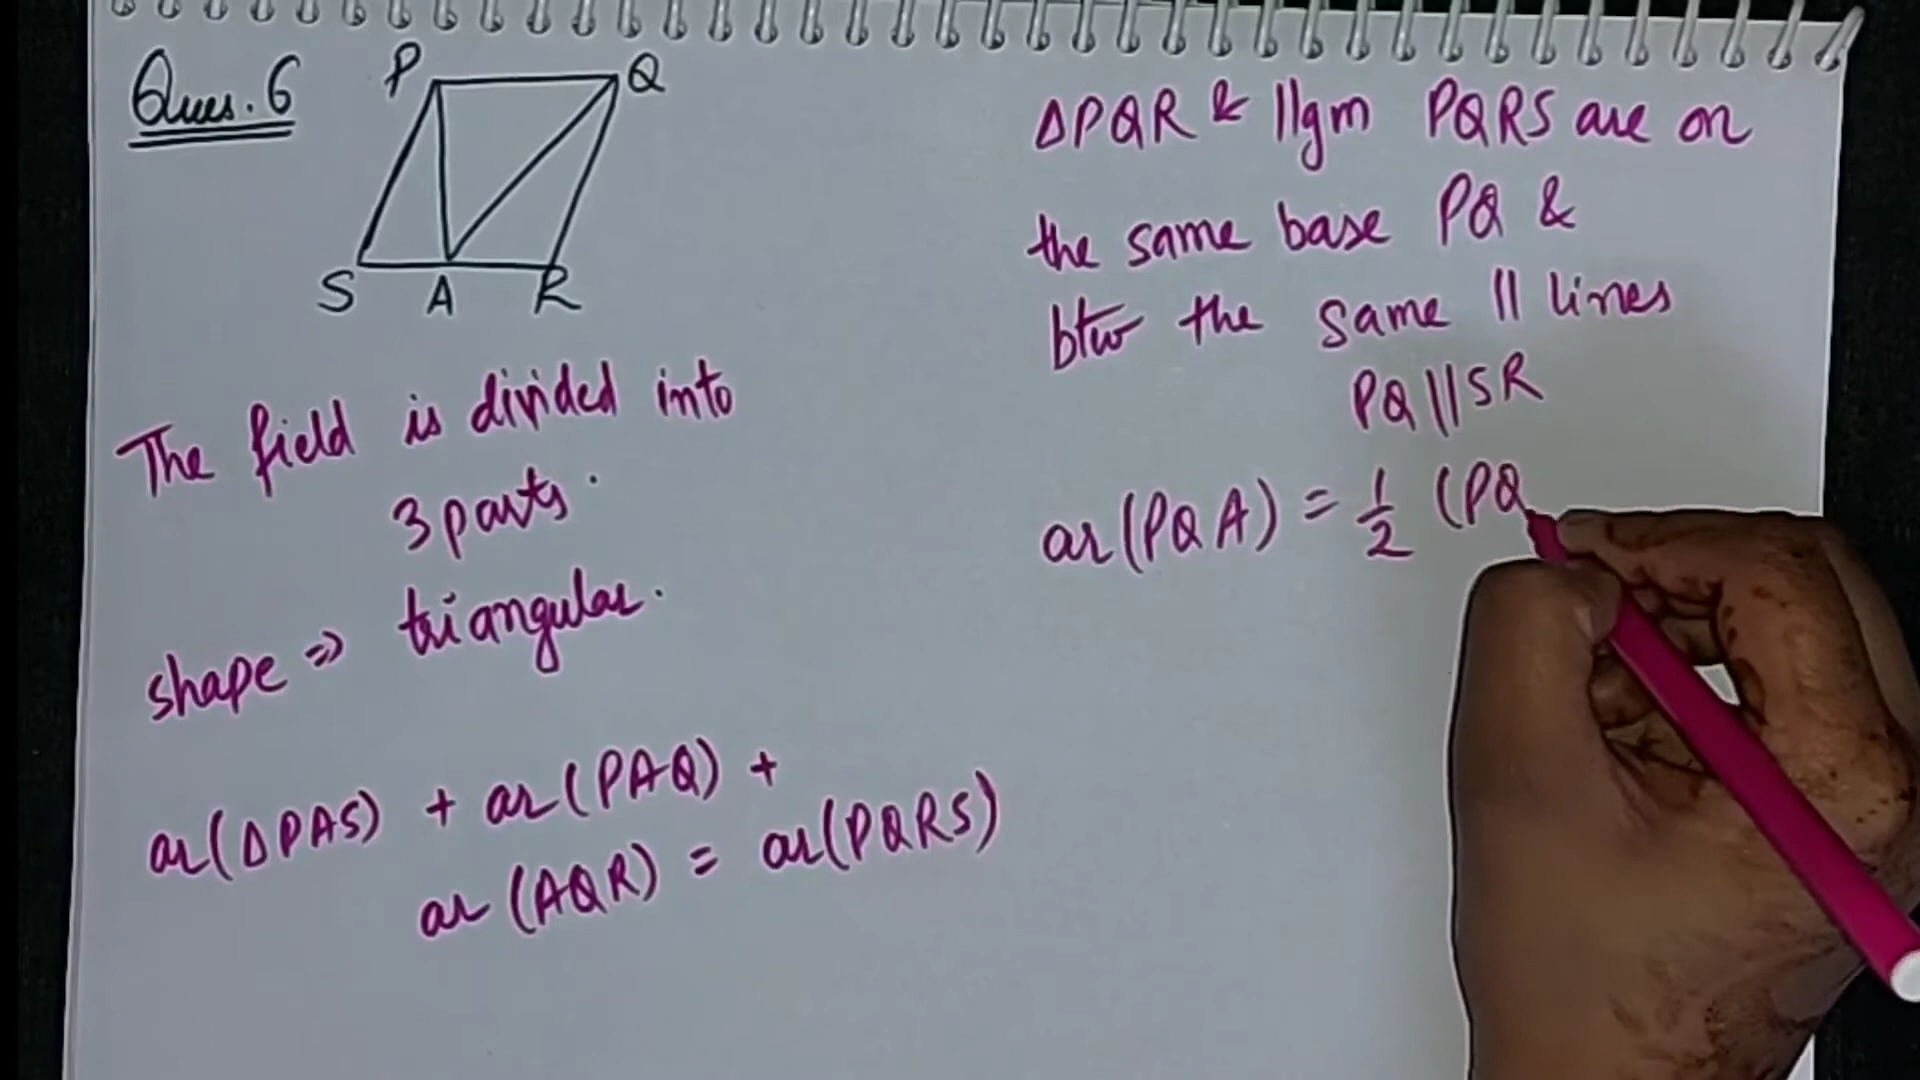 Ques. 6
P Q
S A R
The field is divided into
3 parts.
shape => triangular.
ar(ΔPAS) + ar(PAQ) +
ar (AQR) = ar(PQRS)
ΔPQR & ||gm PQRS are on
the same base PQ &
btw the same || lines
PQ||SR
ar(PQA) = 1/2 (PQ